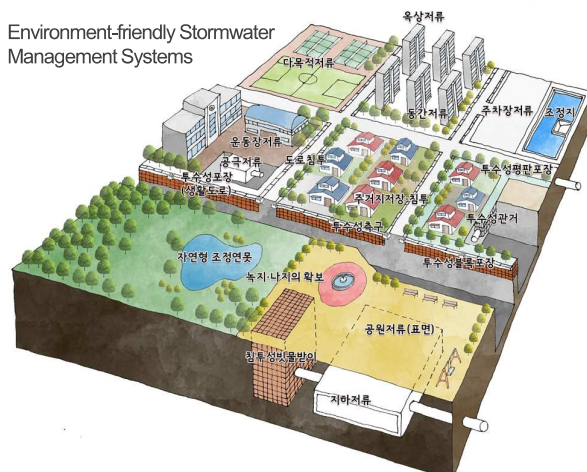 Environment-friendly Stormwater
Management Systems
옥상저류
다목적저류
동간저류
주차장저류
조정지
운동장저류
공극저류
도로침투
투수성포장
(생활도로)
투수성평판포장
주거지저장·침투
투수성관거
투수성측구
투수성블록포장
자연형 조정연못
녹지·나지의 확보
공원저류(표면)
침투성빗물받이
지하저류